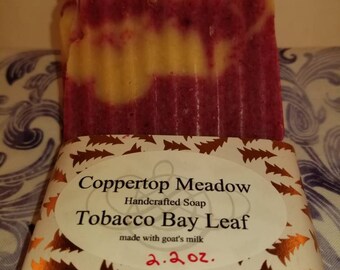 Coppertop Meadow
Handcrafted Soap
Tobacco Bay Leaf
made with goat's milk
2.2oz.